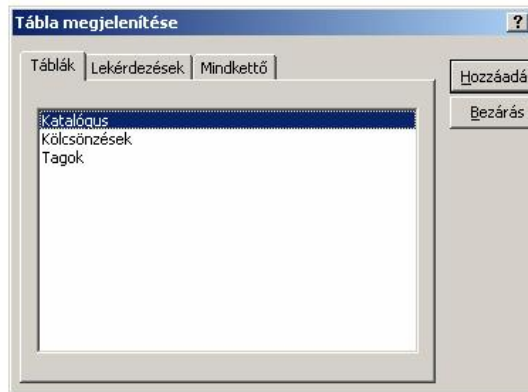 Tábla megjelenítése
?
Táblák Lekérdezések Mindkettő
Hozzáadá
Bezárás
Katalógus
Kölcsönzések
Tagok